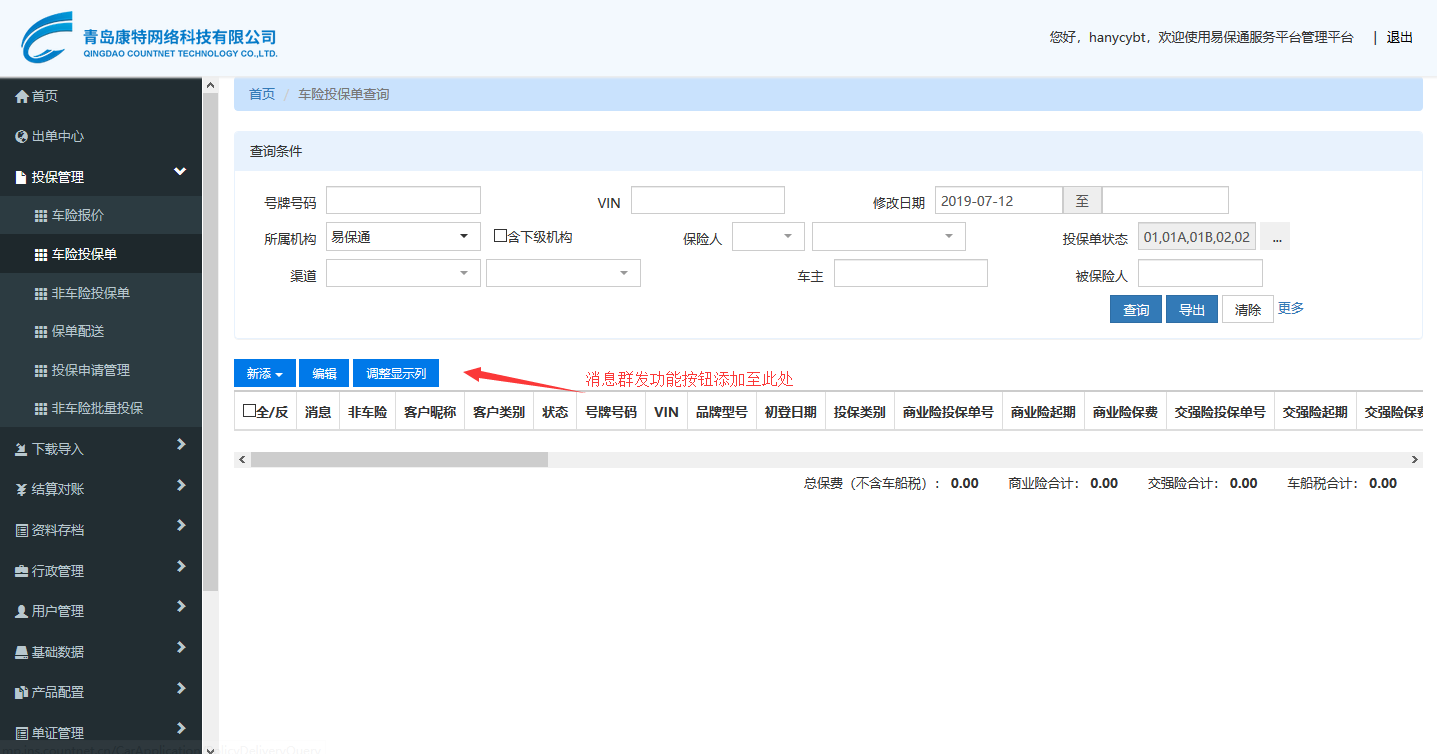 青岛康特网络科技有限公司
QINGDAO COUNTNET TECHNOLOGY CO.,LTD.
您好，hanycybt，欢迎使用易保通服务平台管理平台 | 退出
首页
出单中心
投保管理
车险报价
车险投保单
非车险投保单
保单配送
投保申请管理
非车险批量投保
下载导入
结算对账
资料存档
行政管理
用户管理
基础数据
产品配置
单证管理
首页 / 车险投保单查询
查询条件
号牌号码 VIN 修改日期 2019-07-12 至
所属机构 易保通 含下级机构 保险人 投保单状态 01,01A,01B,02,02 ...
渠道 车主 被保险人
查询 导出 清除 更多
新添 编辑 调整显示列
消息群发功能按钮添加至此处
全/反 消息 非车险 客户昵称 客户类别 状态 号牌号码 VIN 品牌型号 初登日期 投保类别 商业险投保单号 商业险起期 商业险保费 交强险投保单号 交强险起期 交强险保费
总保费（不含车船税）： 0.00 商业险合计： 0.00 交强险合计： 0.00 车船税合计： 0.00